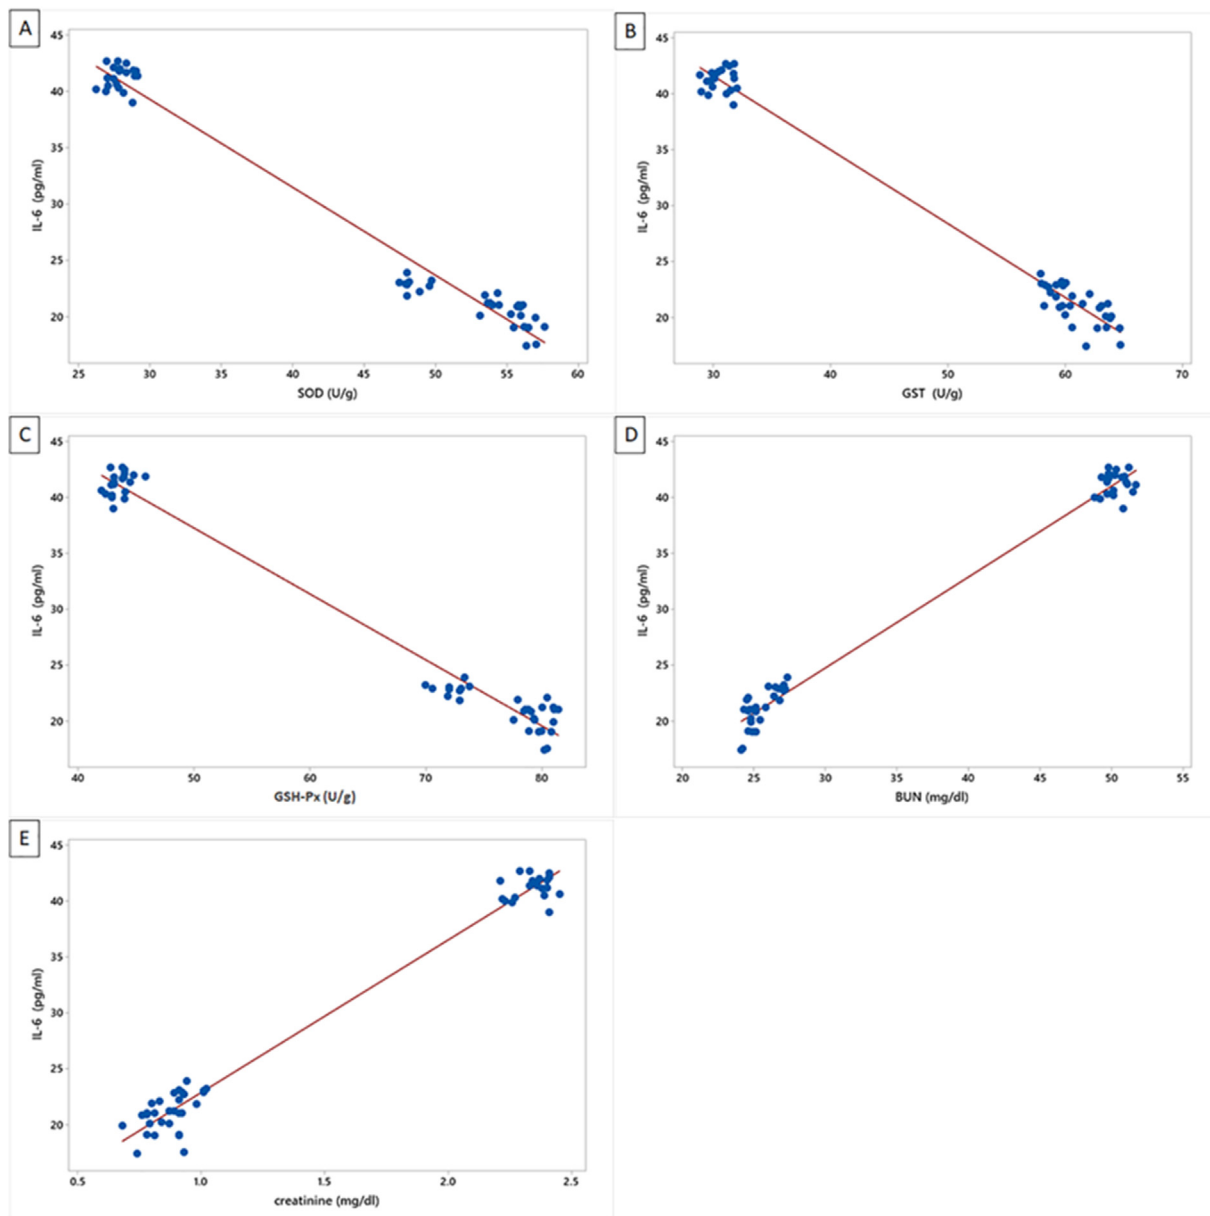 A
45
40
35
30
25
20
IL-6 (pg/ml)
25 30 35 40 45 50 55 60
SOD (U/g)
B
45
40
35
30
25
20
IL-6 (pg/ml)
30 40 50 60 70
GST (U/g)
C
45
40
35
30
25
20
IL-6 (pg/ml)
40 50 60 70 80
GSH-Px (U/g)
D
45
40
35
30
25
20
IL-6 (pg/ml)
20 25 30 35 40 45 50 55
BUN (mg/dl)
E
45
40
35
30
25
20
IL-6 (pg/ml)
0.5 1.0 1.5 2.0 2.5
creatinine (mg/dl)